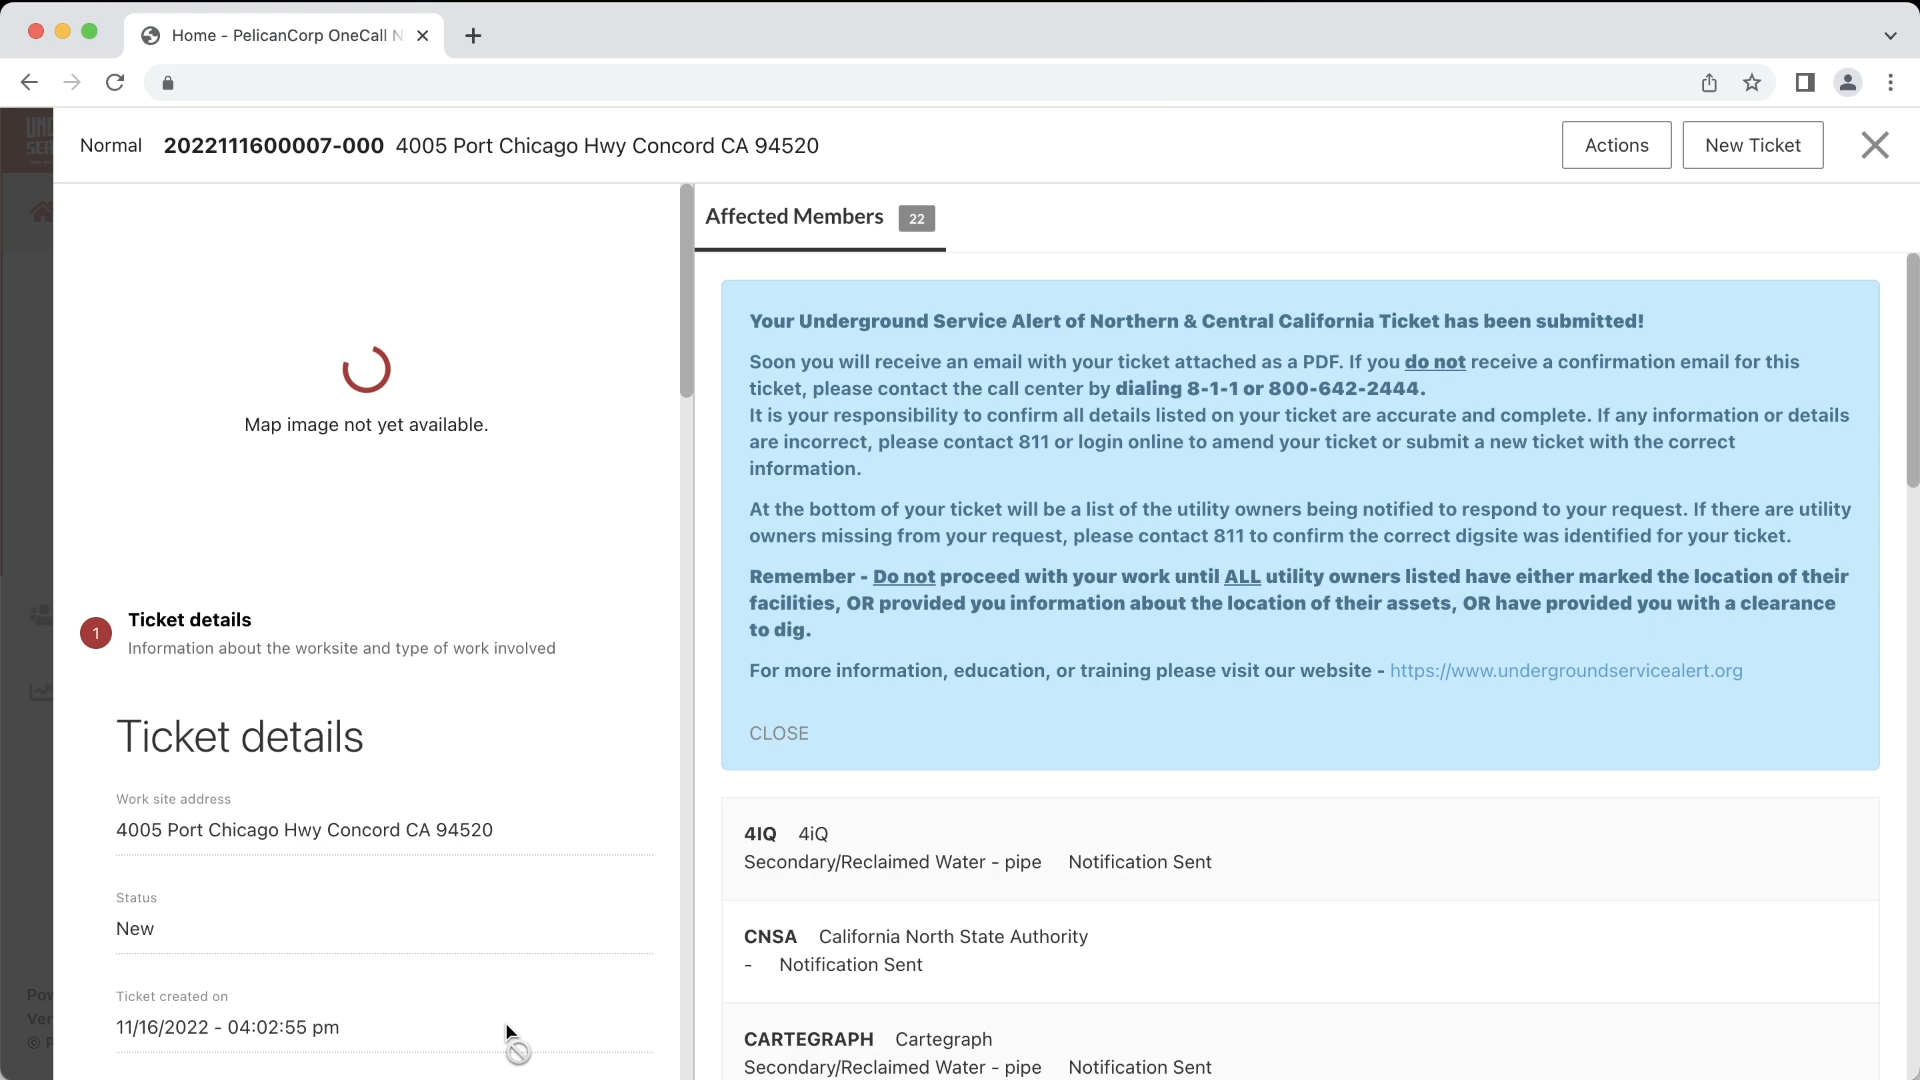 Home - PelicanCorp OneCall N
Normal 2022111600007-000 4005 Port Chicago Hwy Concord CA 94520
Actions
New Ticket
Map image not yet available.
1
Ticket details
Information about the worksite and type of work involved
Ticket details
Work site address
4005 Port Chicago Hwy Concord CA 94520
Status
New
Ticket created on
11/16/2022 - 04:02:55 pm
Affected Members 22
Your Underground Service Alert of Northern & Central California Ticket has been submitted!
Soon you will receive an email with your ticket attached as a PDF. If you do not receive a confirmation email for this
ticket, please contact the call center by dialing 8-1-1 or 800-642-2444.
It is your responsibility to confirm all details listed on your ticket are accurate and complete. If any information or details
are incorrect, please contact 811 or login online to amend your ticket or submit a new ticket with the correct
information.
At the bottom of your ticket will be a list of the utility owners being notified to respond to your request. If there are utility
owners missing from your request, please contact 811 to confirm the correct digsite was identified for your ticket.
Remember - Do not proceed with your work until ALL utility owners listed have either marked the location of their
facilities, OR provided you information about the location of their assets, OR have provided you with a clearance
to dig.
For more information, education, or training please visit our website - https://www.undergroundservicealert.org
CLOSE
4IQ 4iQ
Secondary/Reclaimed Water - pipe Notification Sent
CNSA California North State Authority
- Notification Sent
CARTEGRAPH Cartegraph
Secondary/Reclaimed Water - pipe Notification Sent
UND
SER
Pow
Ver
© P